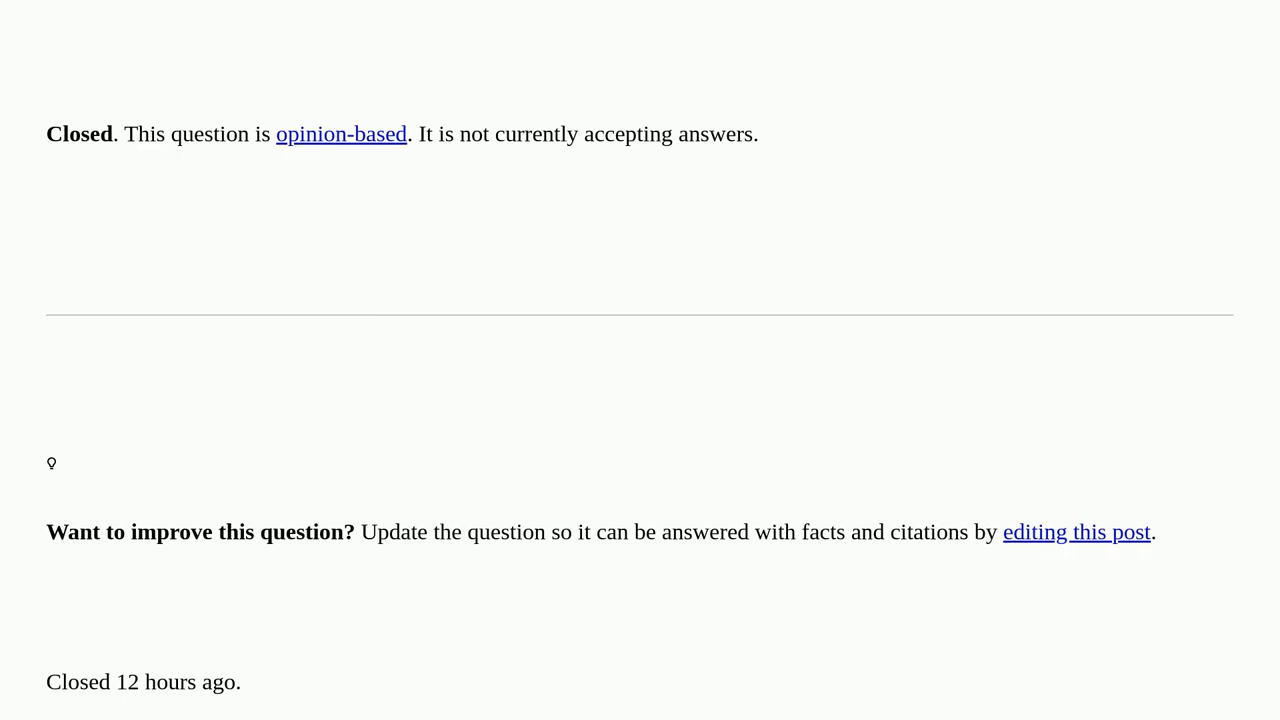 Closed. This question is opinion-based. It is not currently accepting answers.
Want to improve this question? Update the question so it can be answered with facts and citations by editing this post.
Closed 12 hours ago.